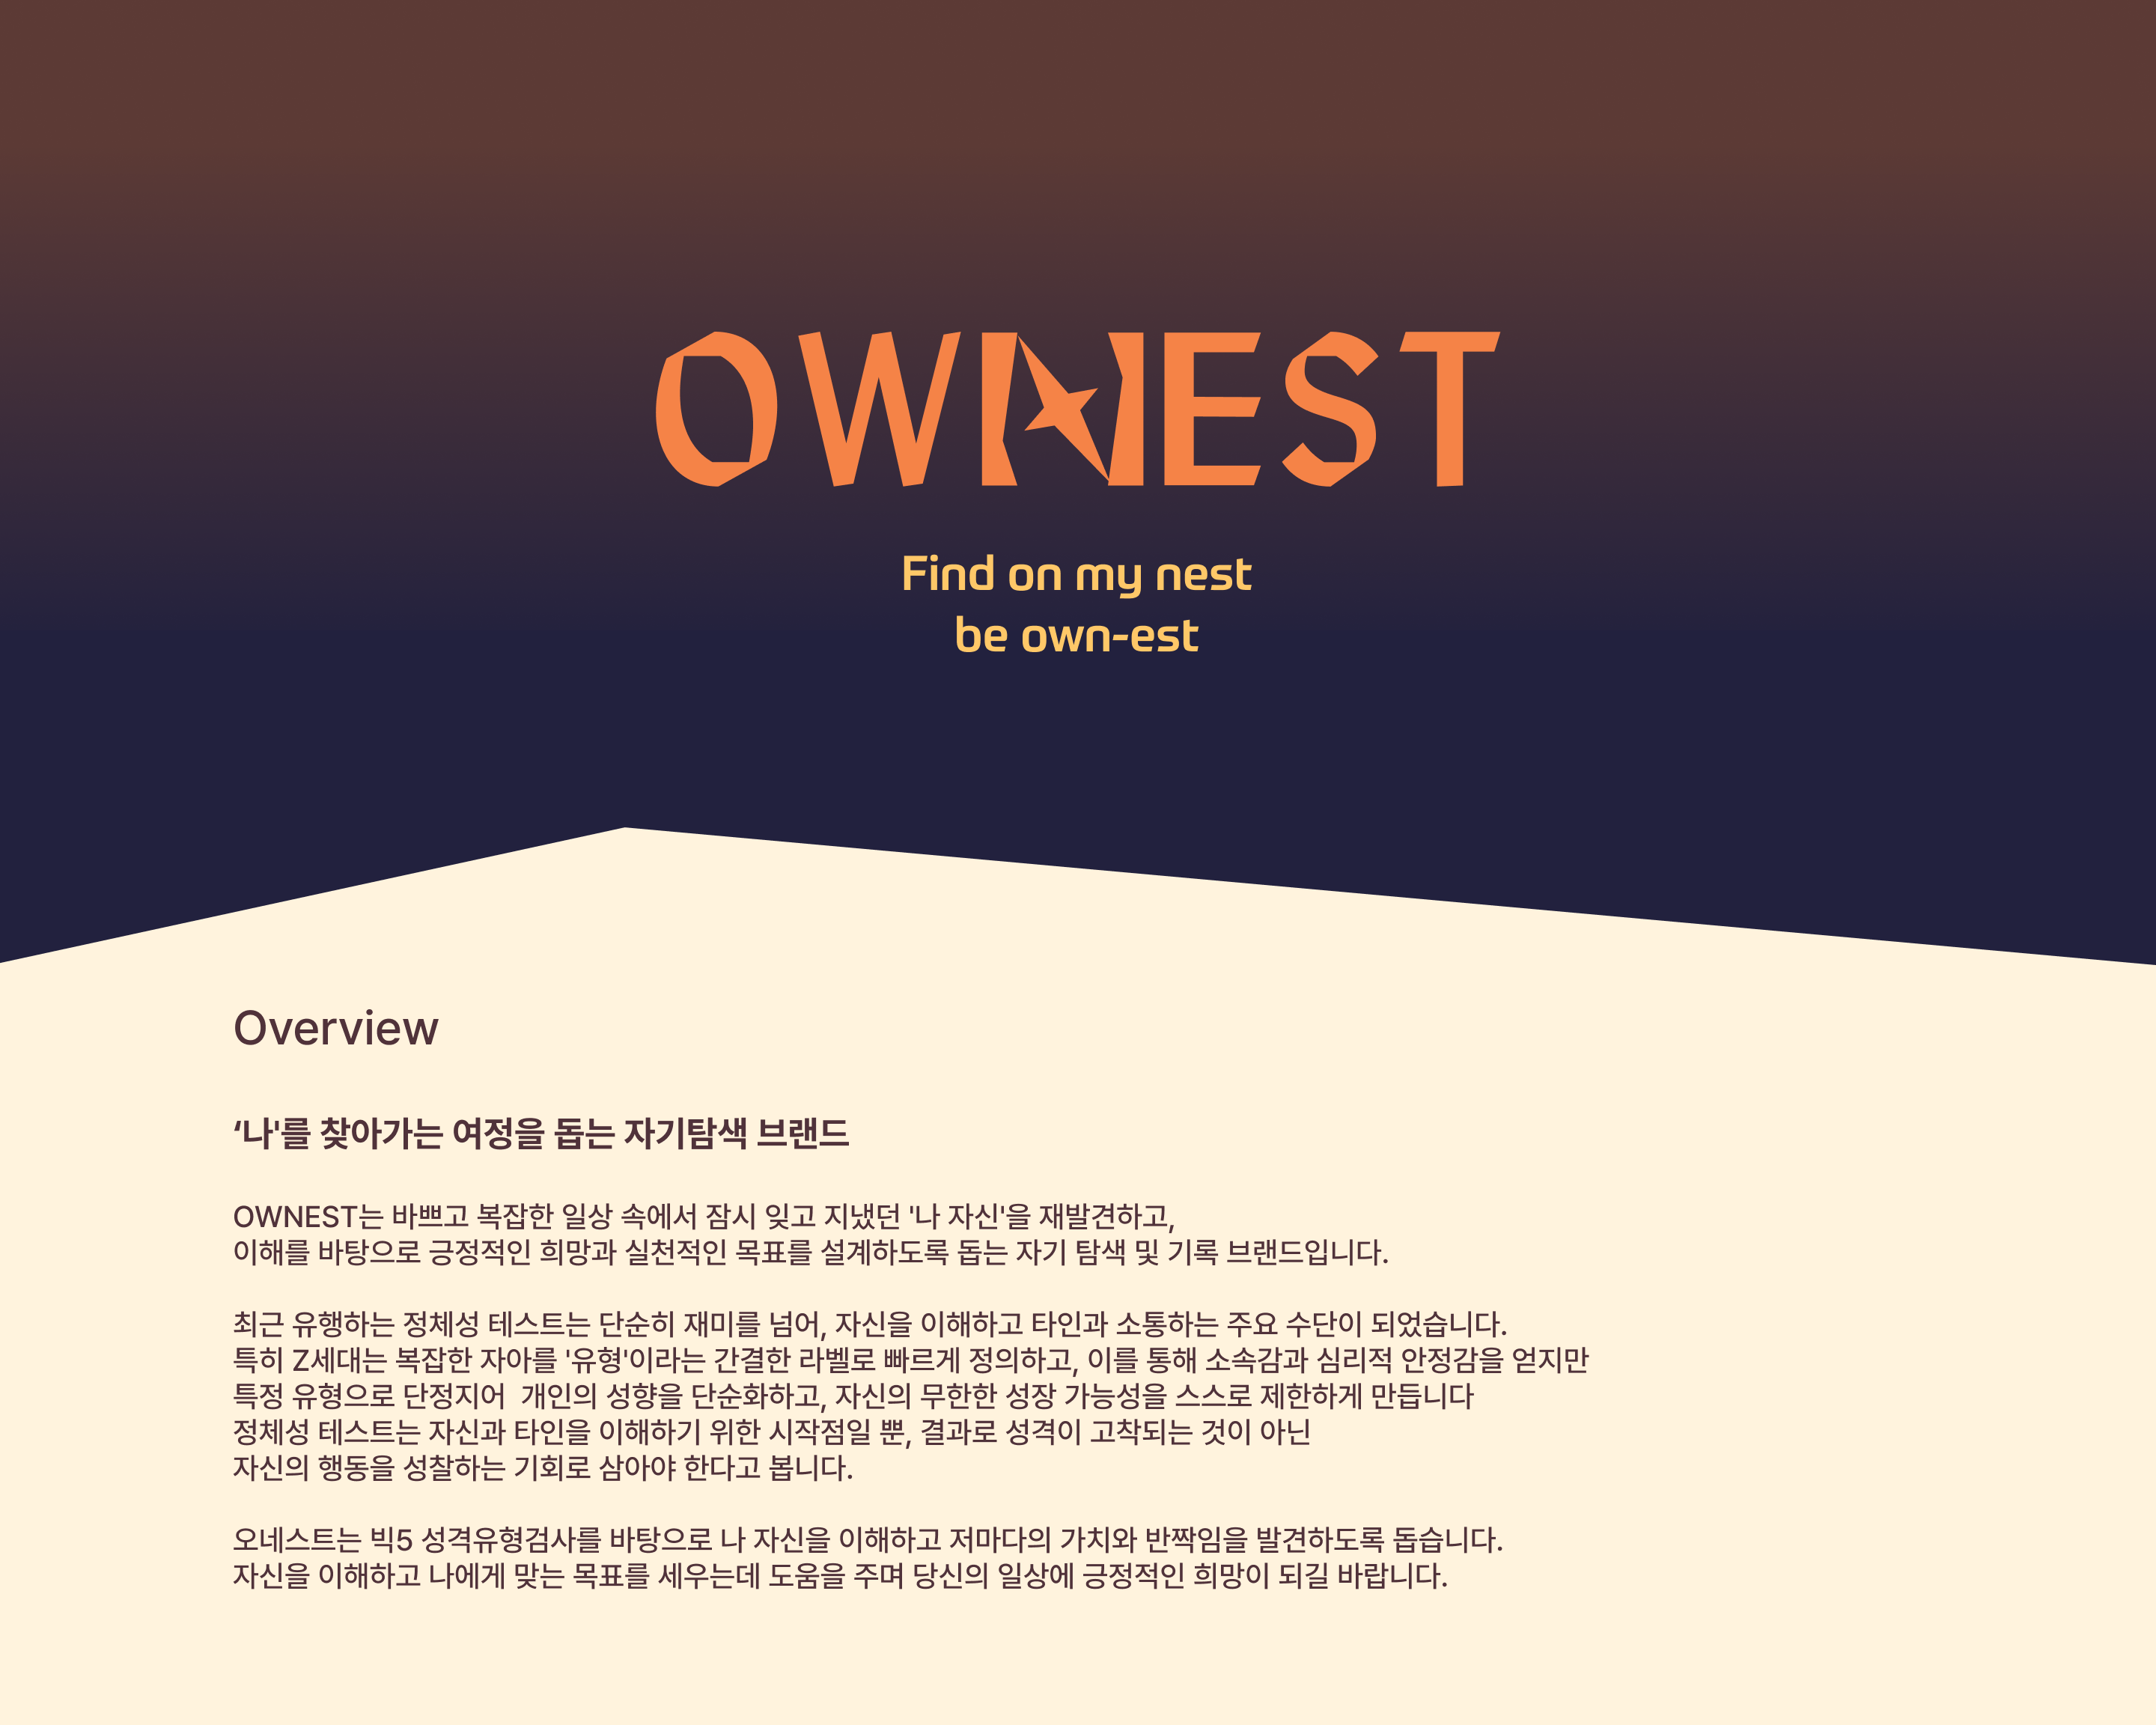 OWNEST
Find on my nest
be own-est
Overview
‘나'를 찾아가는 여정을 돕는 자기탐색 브랜드
OWNEST는 바쁘고 복잡한 일상 속에서 잠시 잊고 지냈던 '나 자신'을 재발견하고,
이해를 바탕으로 긍정적인 희망과 실천적인 목표를 설계하도록 돕는 자기 탐색 및 기록 브랜드입니다.
최근 유행하는 정체성 테스트는 단순히 재미를 넘어, 자신을 이해하고 타인과 소통하는 주요 수단이 되었습니다.
특히 Z세대는 복잡한 자아를 '유형'이라는 간결한 라벨로 빠르게 정의하고, 이를 통해 소속감과 심리적 안정감을 얻지만
특정 유형으로 단정지어  개인의 성향을 단순화하고, 자신의 무한한 성장 가능성을 스스로 제한하게 만듭니다
정체성 테스트는 자신과 타인을 이해하기 위한 시작점일 뿐, 결과로 성격이 고착되는 것이 아닌
자신의 행동을 성찰하는 기회로 삼아야 한다고 봅니다.
오네스트는 빅5 성격유형검사를 바탕으로 나 자신을 이해하고 저마다의 가치와 반짝임을 발견하도록 돕습니다.
자신을 이해하고 나에게 맞는 목표를 세우는데 도움을 주며 당신의 일상에 긍정적인 희망이 되길 바랍니다.